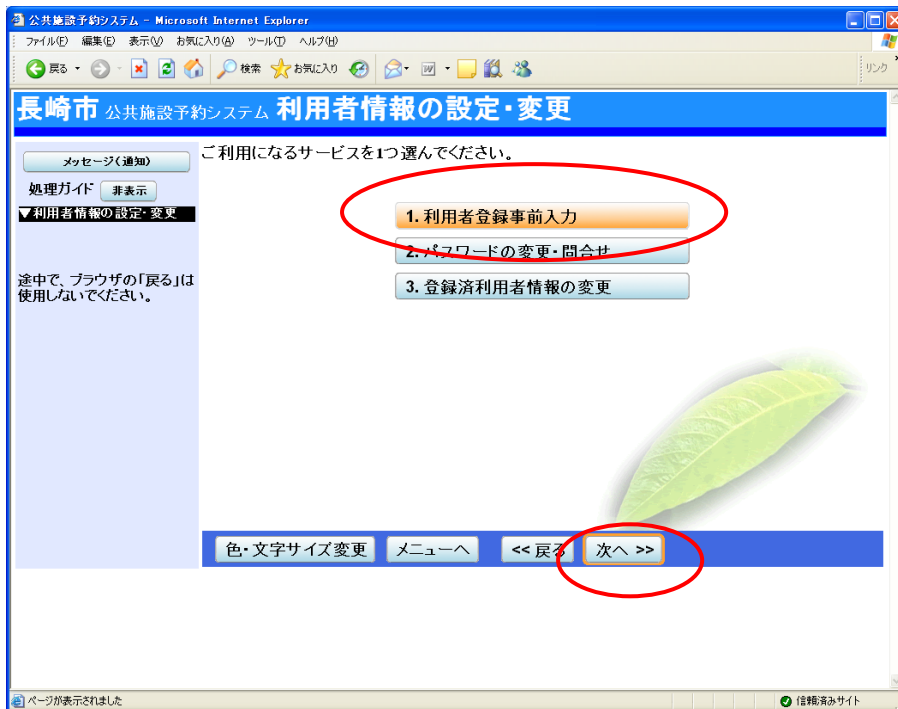 公共施設予約システム - Microsoft Internet Explorer
ファイル(F) 編集(E) 表示(V) お気に入り(A) ツール(T) ヘルプ(H)
戻る 検索 お気に入り リンク
長崎市 公共施設予約システム 利用者情報の設定・変更
メッセージ(通知)
処理ガイド 非表示
▼利用者情報の設定・変更
途中で、ブラウザの「戻る」は
使用しないでください。
ご利用になるサービスを1つ選んでください。
1. 利用者登録事前入力
2. パスワードの変更・問合せ
3. 登録済利用者情報の変更
色・文字サイズ変更 メニューへ << 戻る 次へ >>
ページが表示されました 信頼済みサイト